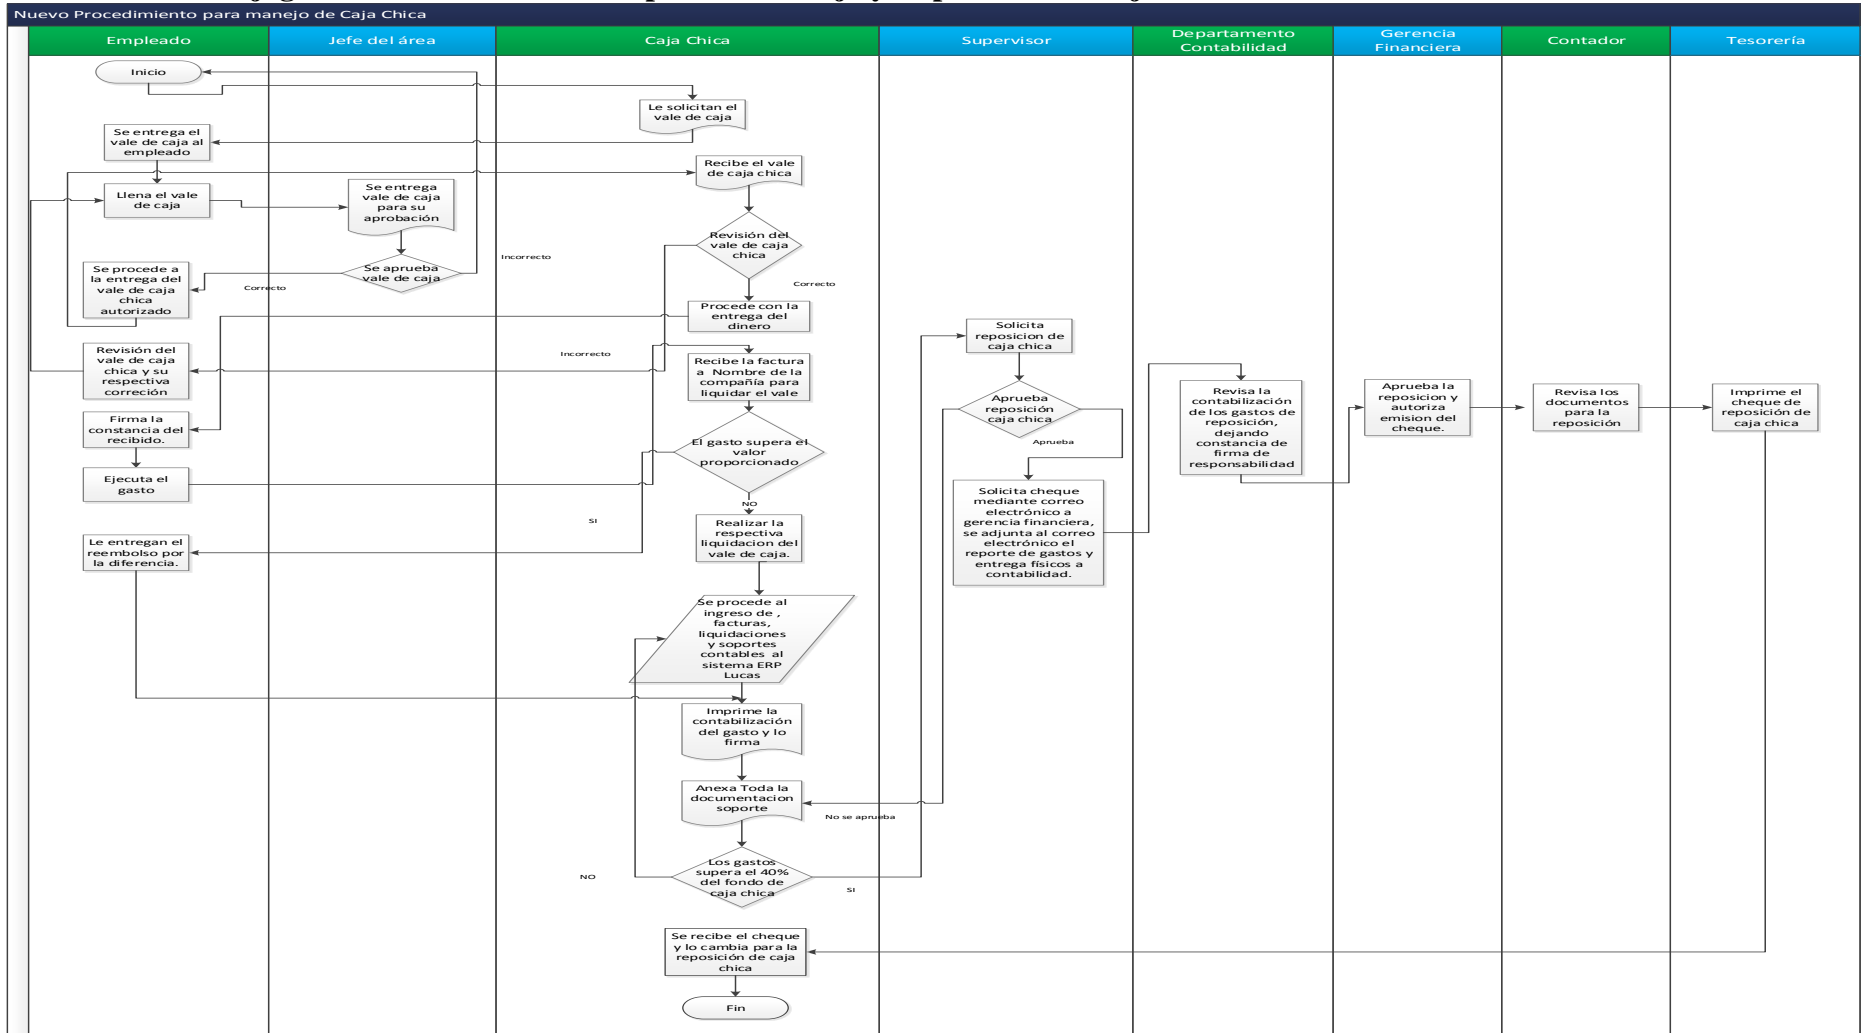 Nuevo Procedimiento para manejo de Caja Chica
Empleado
Jefe del área
Caja Chica
Supervisor
Departamento
Contabilidad
Gerencia
Financiera
Contador
Tesorería
Inicio
Le solicitan el
vale de caja
Se entrega el
vale de caja al
empleado
Recibe el vale
de caja chica
Llena el vale
de caja
Se entrega
vale de caja
para su
aprobación
Revisión del
vale de caja
chica
Incorrecto
Se aprueba
vale de caja
Correcto
Correcto
Se procede a
la entrega del
vale de caja
chica
autorizado
Procede con la
entrega del
dinero
Solicita
reposicion de
caja chica
Revisión del
vale de caja
chica y su
respectiva
correción
Incorrecto
Recibe la factura
a Nombre de la
compañía para
liquidar el vale
Aprueba
reposición
caja chica
Aprueba
Revisa la
contabilización
de los gastos de
reposición,
dejando
constancia de
firma de
responsabilidad
Aprueba la
reposicion y
autoriza
emision del
cheque.
Revisa los
documentos
para la
reposición
Imprime el
cheque de
reposición de
caja chica
Firma la
constancia del
recibido.
El gasto supera el
valor
proporcionado
Ejecuta el
gasto
NO
SI
Solicita cheque
mediante correo
electrónico a
gerencia financiera,
se adjunta al correo
electrónico el
reporte de gastos y
entrega físicos a
contabilidad.
Realizar la
respectiva
liquidacion del
vale de caja.
Le entregan el
reembolso por
la diferencia.
Se procede al
ingreso de ,
facturas,
liquidaciones
y soportes
contables al
sistema ERP
Lucas
Imprime la
contabilización
del gasto y lo
firma
Anexa Toda la
documentacion
soporte
No se aprueba
Los gastos
supera el 40%
del fondo de
caja chica
NO
SI
Se recibe el cheque
y lo cambia para la
reposición de caja
chica
Fin